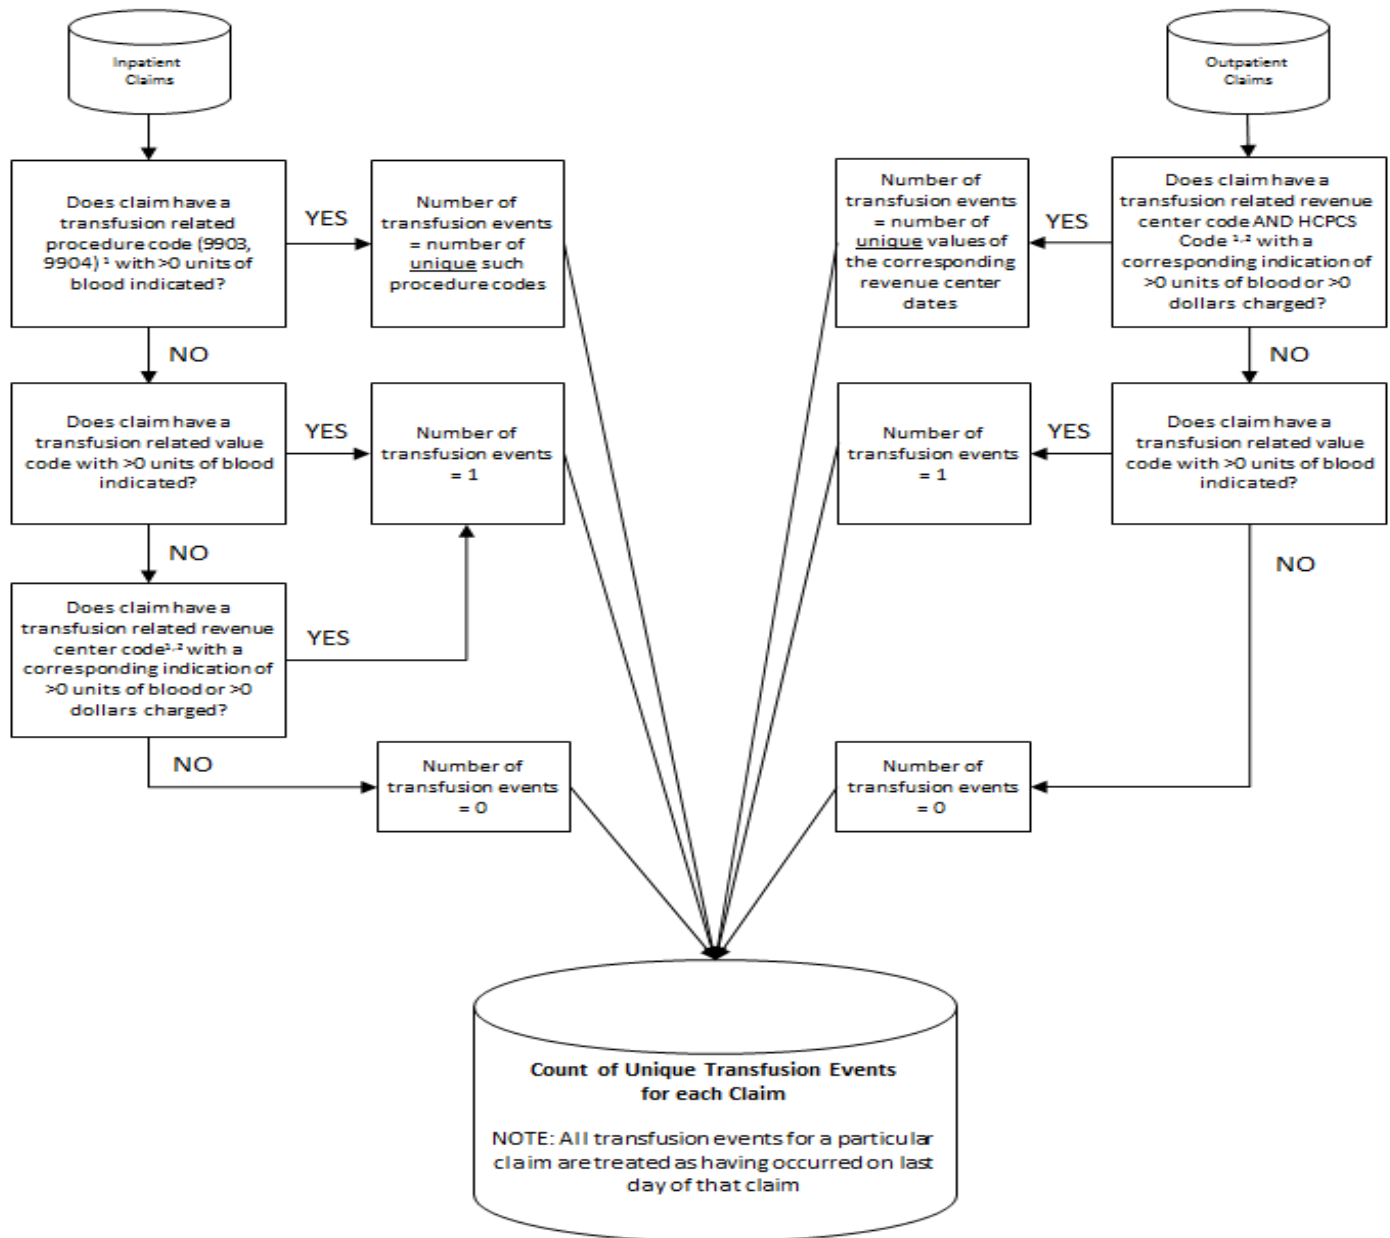 Inpatient
Claims
Does claim have a
transfusion related
procedure code (9903,
9904) ¹ with >0 units of
blood indicated?
YES
Number of
transfusion events
= number of
unique such
procedure codes
NO
Does claim have a
transfusion related value
code with >0 units of blood
indicated?
YES
Number of
transfusion events
= 1
NO
Does claim have a
transfusion related revenue
center code¹·² with a
corresponding indication of
>0 units of blood or >0
dollars charged?
YES
NO
Number of
transfusion events
= 0
Outpatient
Claims
Does claim have a
transfusion related revenue
center code AND HCPCS
Code ¹·² with a
corresponding indication of
>0 units of blood or >0
dollars charged?
YES
Number of
transfusion events
= number of
unique values of
the corresponding
revenue center
dates
NO
Does claim have a
transfusion related value
code with >0 units of blood
indicated?
YES
Number of
transfusion events
= 1
NO
Number of
transfusion events
= 0
Count of Unique Transfusion Events
for each Claim
NOTE: All transfusion events for a particular
claim are treated as having occurred on last
day of that claim